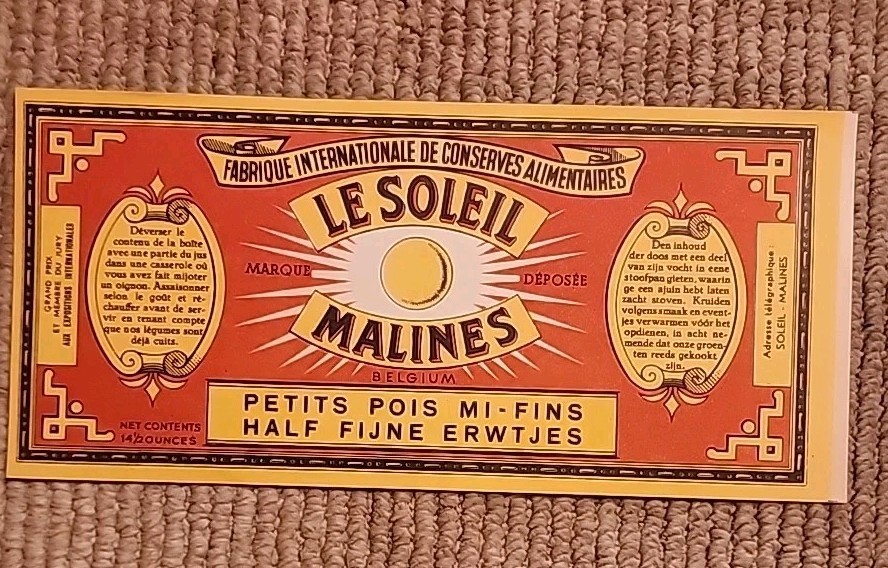 FABRIQUE INTERNATIONALE DE CONSERVES ALIMENTAIRES
LE SOLEIL
MARQUE DÉPOSÉE
MALINES
BELGIUM
PETITS POIS MI-FINS
HALF FIJNE ERWTJES
NET CONTENTS
14½ OUNCES
GRAND PRIX
ET MEMBRE DU JURY
AUX EXPOSITIONS INTERNATIONALES
Déverser le
contenu de la boîte
avec une partie du jus
dans une casserole où
vous avez fait mijoter
un oignon. Assaisonner
selon le goût et ré-
chauffer avant de ser-
vir en tenant compte
que nos légumes sont
déjà cuits.
Den inhoud
der doos met een deel
van zijn vocht in eene
stoofpan gieten, waarin
ge een ajuin hebt laten
zacht stoven. Kruiden
volgens smaak en event-
jes verwarmen vóór het
opdienen, in acht ne-
mende dat onze groen-
ten reeds gekookt
zijn.
Adresse télégraphique :
SOLEIL - MALINES